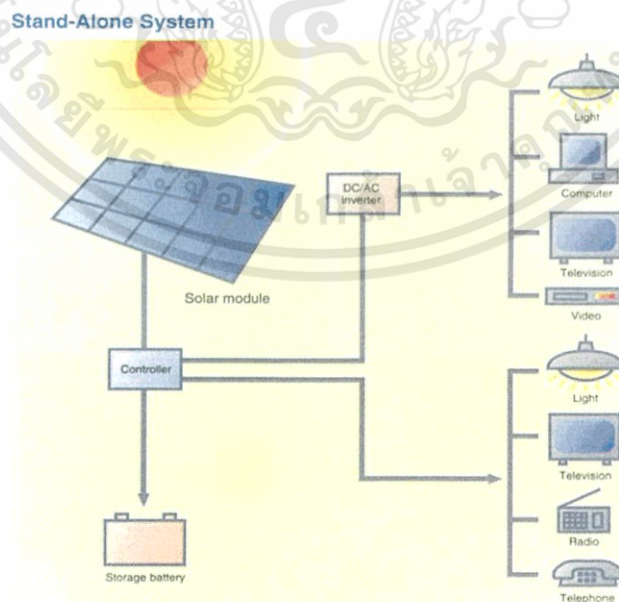 Stand-Alone System
Light
DC/AC
inverter
Computer
Television
Solar module
Video
Controller
Light
Television
Radio
Storage battery
Telephone